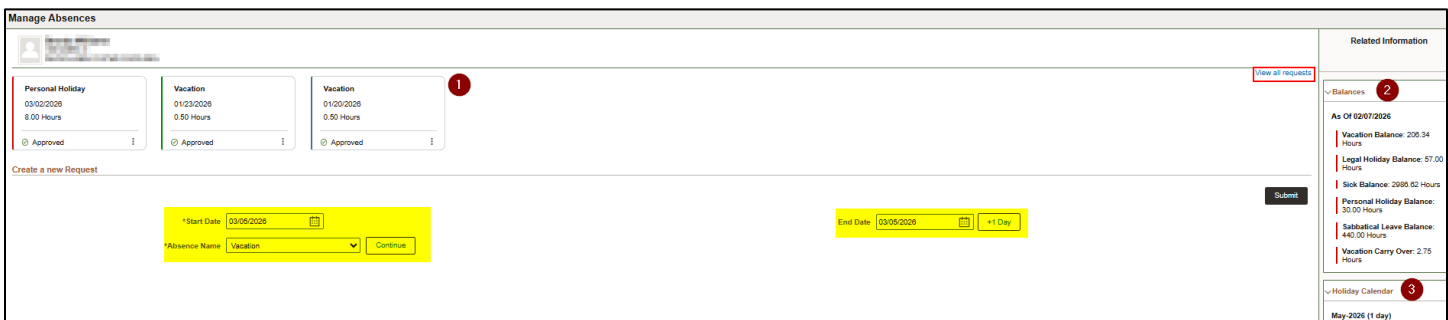 Manage Absences
Related Information
View all requests
Personal Holiday
03/02/2026
8.00 Hours
Approved
Vacation
01/23/2026
0.50 Hours
Approved
Vacation
01/20/2026
0.50 Hours
Approved
1
Balances
2
As Of 02/07/2026
Vacation Balance: 206.34
Hours
Legal Holiday Balance: 57.00
Hours
Sick Balance: 2986.62 Hours
Personal Holiday Balance:
30.00 Hours
Sabbatical Leave Balance:
440.00 Hours
Vacation Carry Over: 2.75
Hours
Holiday Calendar
3
May-2026 (1 day)
Create a new Request
Submit
*Start Date 03/05/2026
End Date 03/05/2026 +1 Day
*Absence Name Vacation Continue